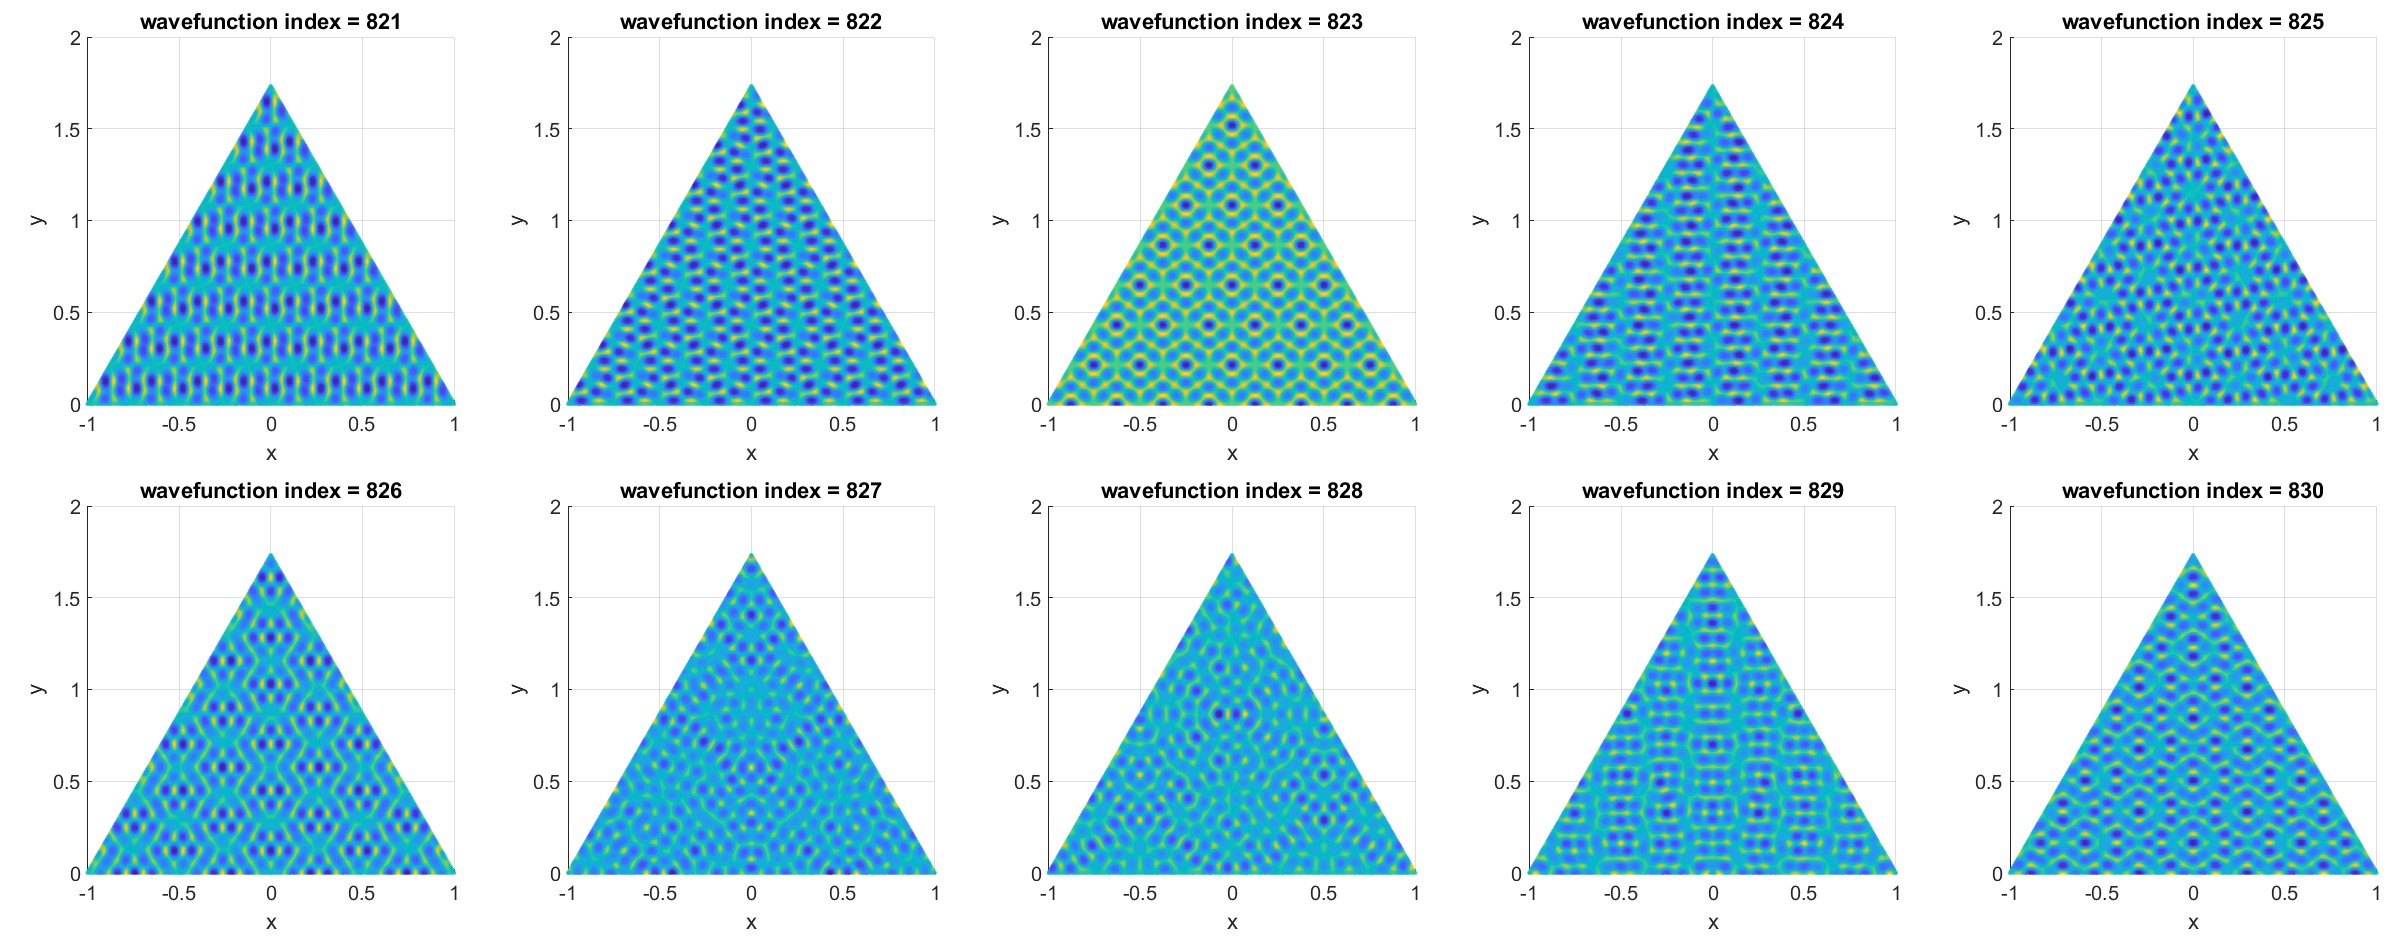 wavefunction index = 821
wavefunction index = 822
wavefunction index = 823
wavefunction index = 824
wavefunction index = 825
2 2 2 2 2
1.5 1.5 1.5 1.5 1.5
y 1 y 1 y 1 y 1 y 1
0.5 0.5 0.5 0.5 0.5
0 0 0 0 0
-1 -0.5 0 0.5 1 -1 -0.5 0 0.5 1 -1 -0.5 0 0.5 1 -1 -0.5 0 0.5 1 -1 -0.5 0 0.5 1
x x x x x
wavefunction index = 826
wavefunction index = 827
wavefunction index = 828
wavefunction index = 829
wavefunction index = 830
2 2 2 2 2
1.5 1.5 1.5 1.5 1.5
y 1 y 1 y 1 y 1 y 1
0.5 0.5 0.5 0.5 0.5
0 0 0 0 0
-1 -0.5 0 0.5 1 -1 -0.5 0 0.5 1 -1 -0.5 0 0.5 1 -1 -0.5 0 0.5 1 -1 -0.5 0 0.5 1
x x x x x